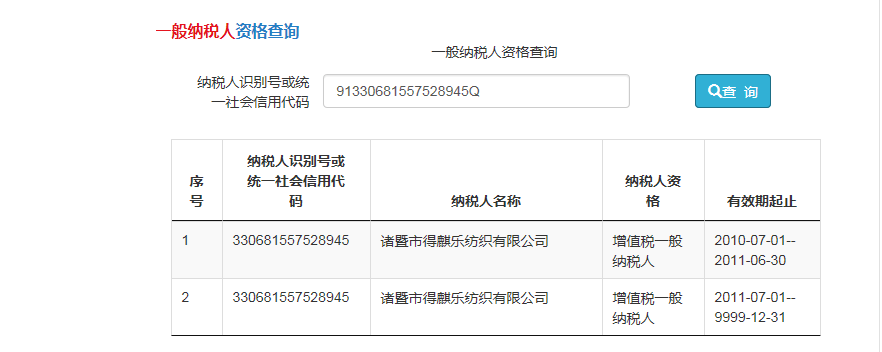 一般纳税人资格查询
一般纳税人资格查询
纳税人识别号或统
一社会信用代码
91330681557528945Q
查 询
序
号
纳税人识别号或
统一社会信用代
码
纳税人名称
纳税人资
格
有效期起止
1
330681557528945
诸暨市得麒乐纺织有限公司
增值税一般
纳税人
2010-07-01--
2011-06-30
2
330681557528945
诸暨市得麒乐纺织有限公司
增值税一般
纳税人
2011-07-01--
9999-12-31